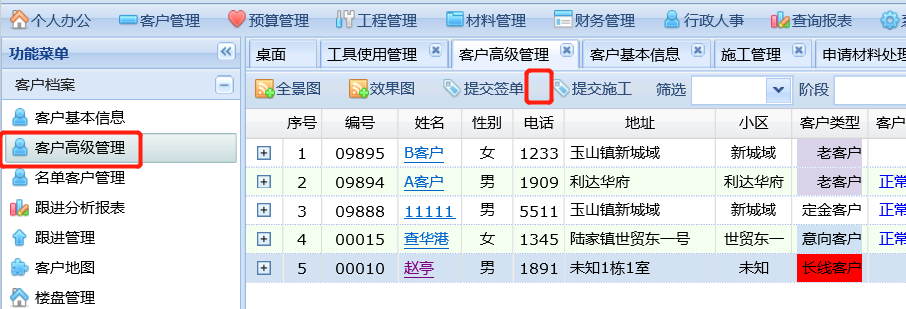 个人办公 客户管理 预算管理 工程管理 材料管理 财务管理 行政人事 查询报表
功能菜单
桌面 工具使用管理 客户高级管理 客户基本信息 施工管理 申请材料处理
客户档案
全景图 效果图 提交签单 提交施工 筛选 阶段
客户基本信息
客户高级管理
名单客户管理
跟进分析报表
跟进管理
客户地图
楼盘管理
序号 编号 姓名 性别 电话 地址 小区 客户类型 客户
1 09895 B客户 女 1233 玉山镇新城域 新城域 老客户
2 09894 A客户 男 1909 利达华府 利达华府 老客户 正常
3 09888 11111 男 5511 玉山镇新城域 新城域 定金客户 正常
4 00015 查华港 女 1345 陆家镇世贸东一号 世贸东一 意向客户 正常
5 00010 赵亭 男 1891 未知1栋1室 未知 长线客户